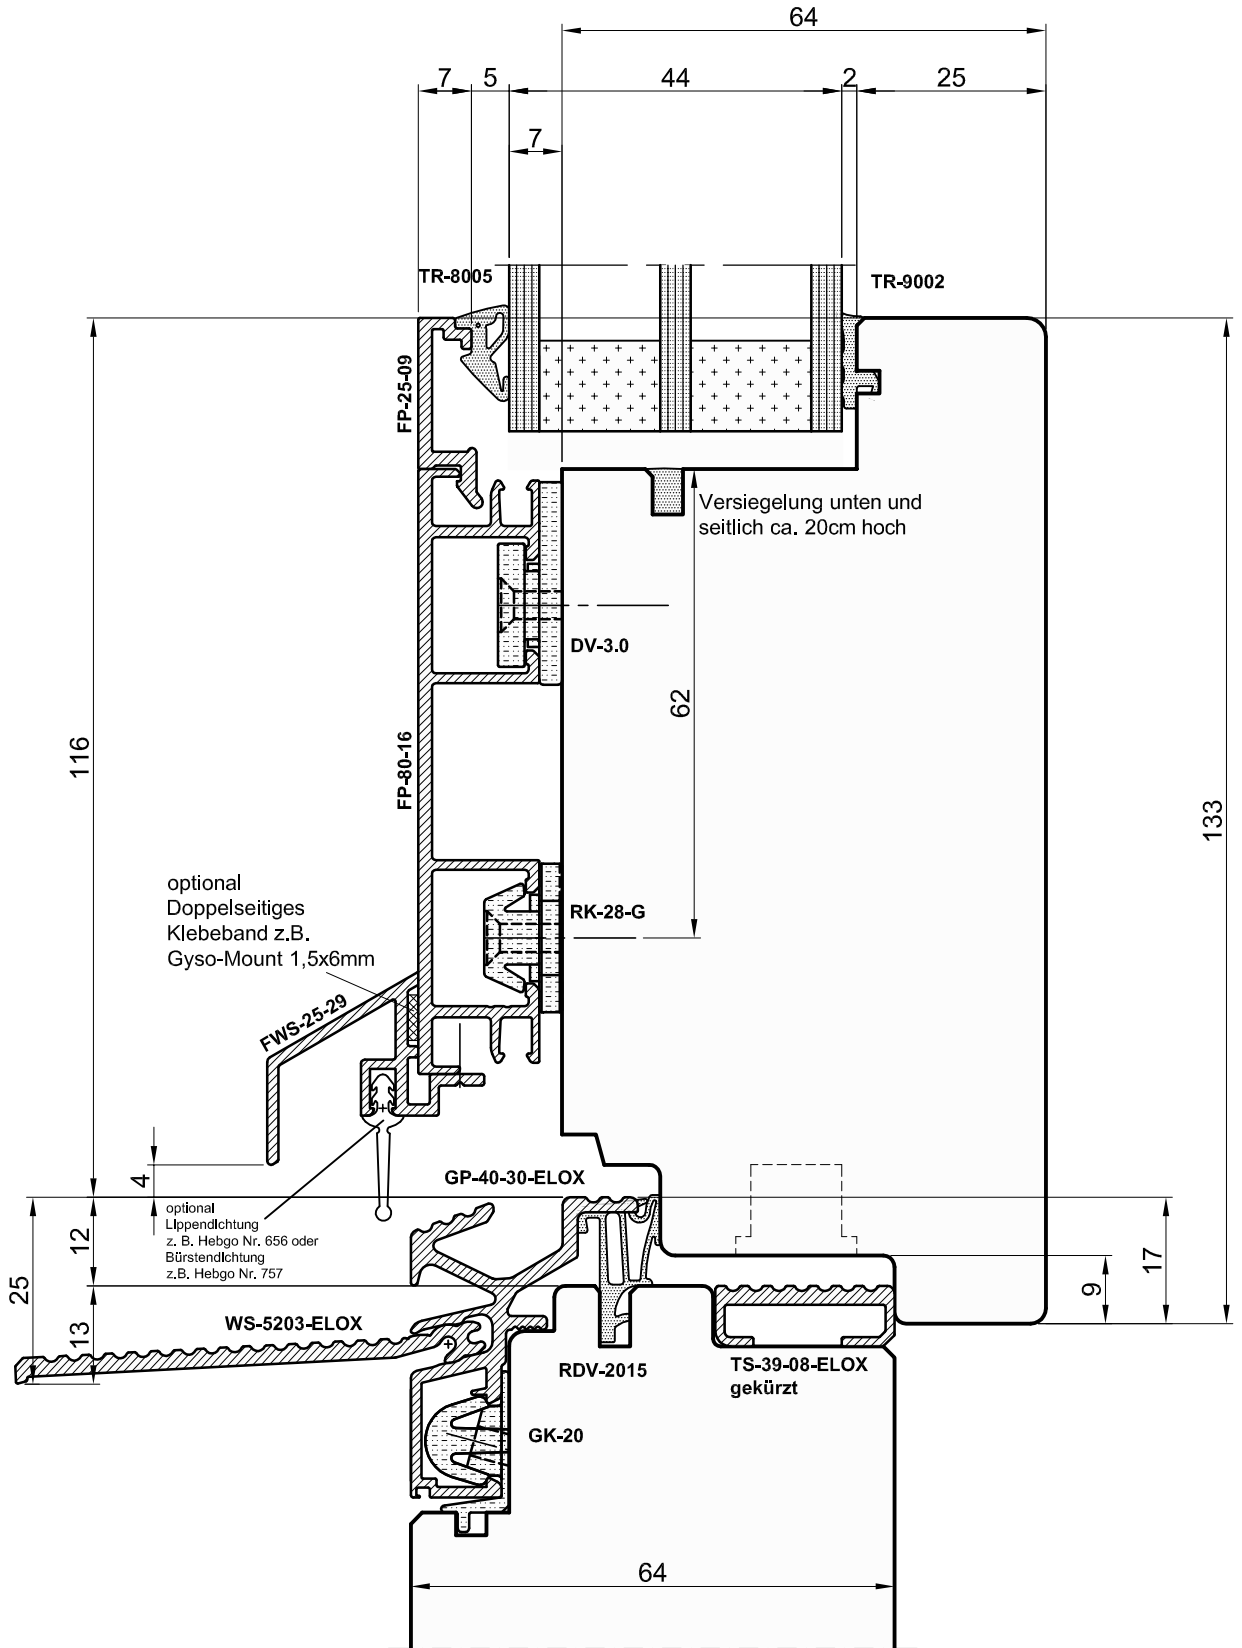 64
7
5
44
2
25
7
TR-8005
TR-9002
FP-25-09
Versiegelung unten und
seitlich ca. 20cm hoch
DV-3.0
62
116
FP-80-16
133
optional
Doppelseitiges
Klebeband z.B.
Gyso-Mount 1,5x6mm
RK-28-G
FWS-25-29
4
GP-40-30-ELOX
optional
Lippendichtung
z. B. Hebgo Nr. 656 oder
Bürstendichtung
z.B. Hebgo Nr. 757
12
25
13
17
9
WS-5203-ELOX
RDV-2015
TS-39-08-ELOX
gekürzt
GK-20
64